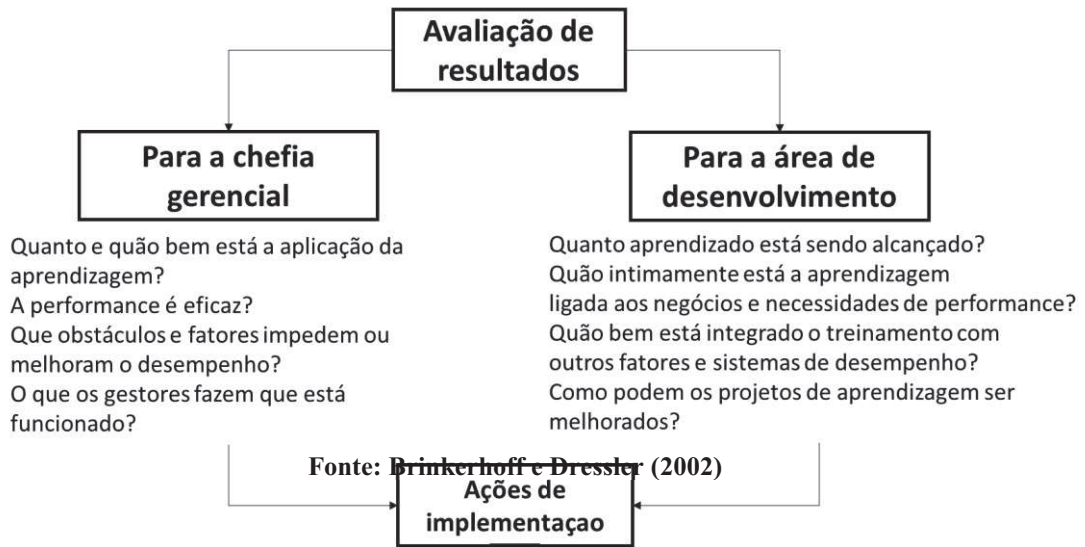 Avaliação de
resultados
Para a chefia
gerencial
Quanto e quão bem está a aplicação da
aprendizagem?
A performance é eficaz?
Que obstáculos e fatores impedem ou
melhoram o desempenho?
O que os gestores fazem que está
funcionado?
Para a área de
desenvolvimento
Quanto aprendizado está sendo alcançado?
Quão intimamente está a aprendizagem
ligada aos negócios e necessidades de performance?
Quão bem está integrado o treinamento com
outros fatores e sistemas de desempenho?
Como podem os projetos de aprendizagem ser
melhorados?
Fonte: Brinkerhoff e Dressler (2002)
Ações de
implementaçao